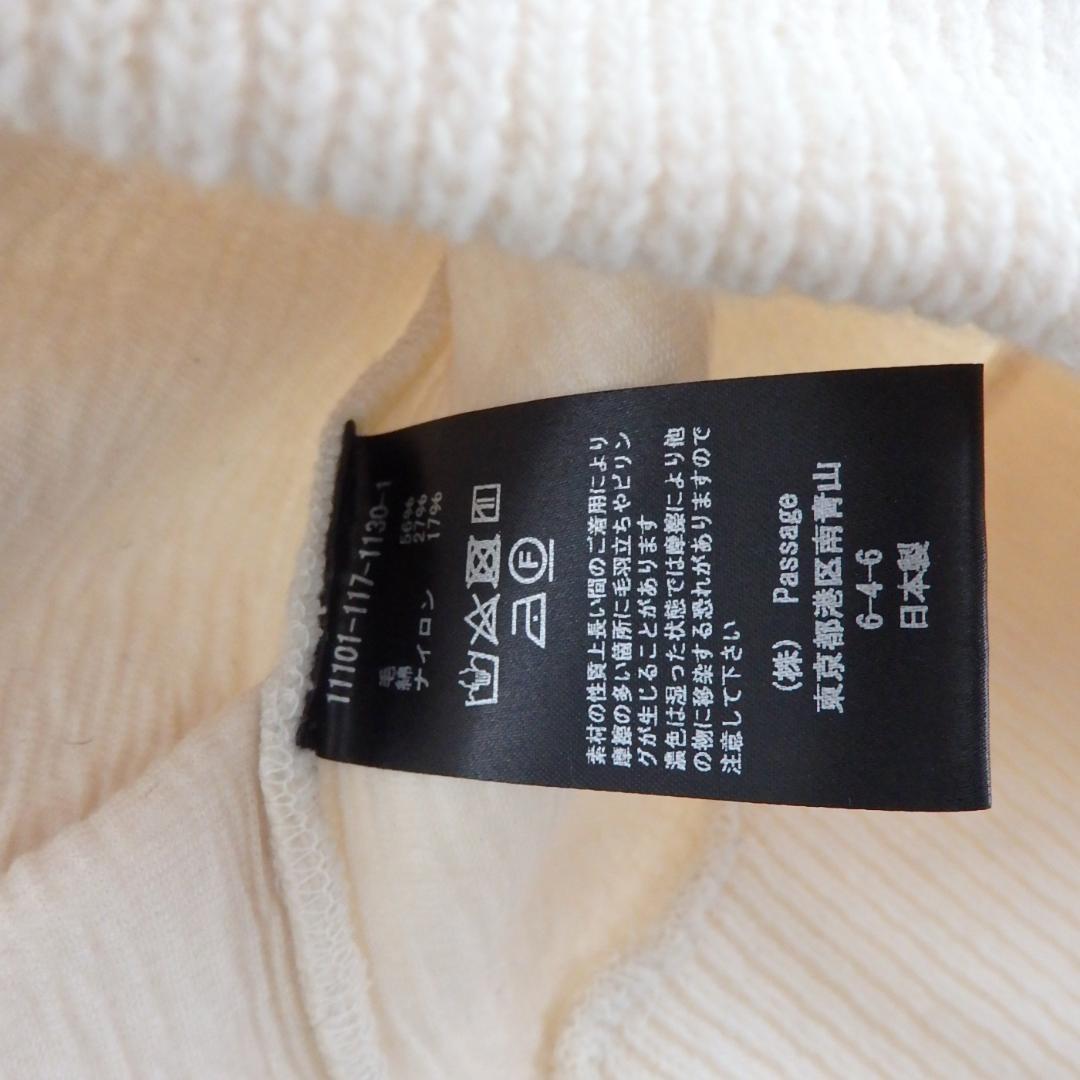 11101-117-1130-1
毛 56%
綿 27%
ナイロン 17%
F
素材の性質上長い間のご着用により
摩擦の多い箇所に毛羽立ちやピリン
グが生じることがあります
濃色は湿った状態では摩擦により他
の物に移染する恐れがありますので
注意して下さい
(株) Passage
東京都港区南青山
6-4-6
日本製